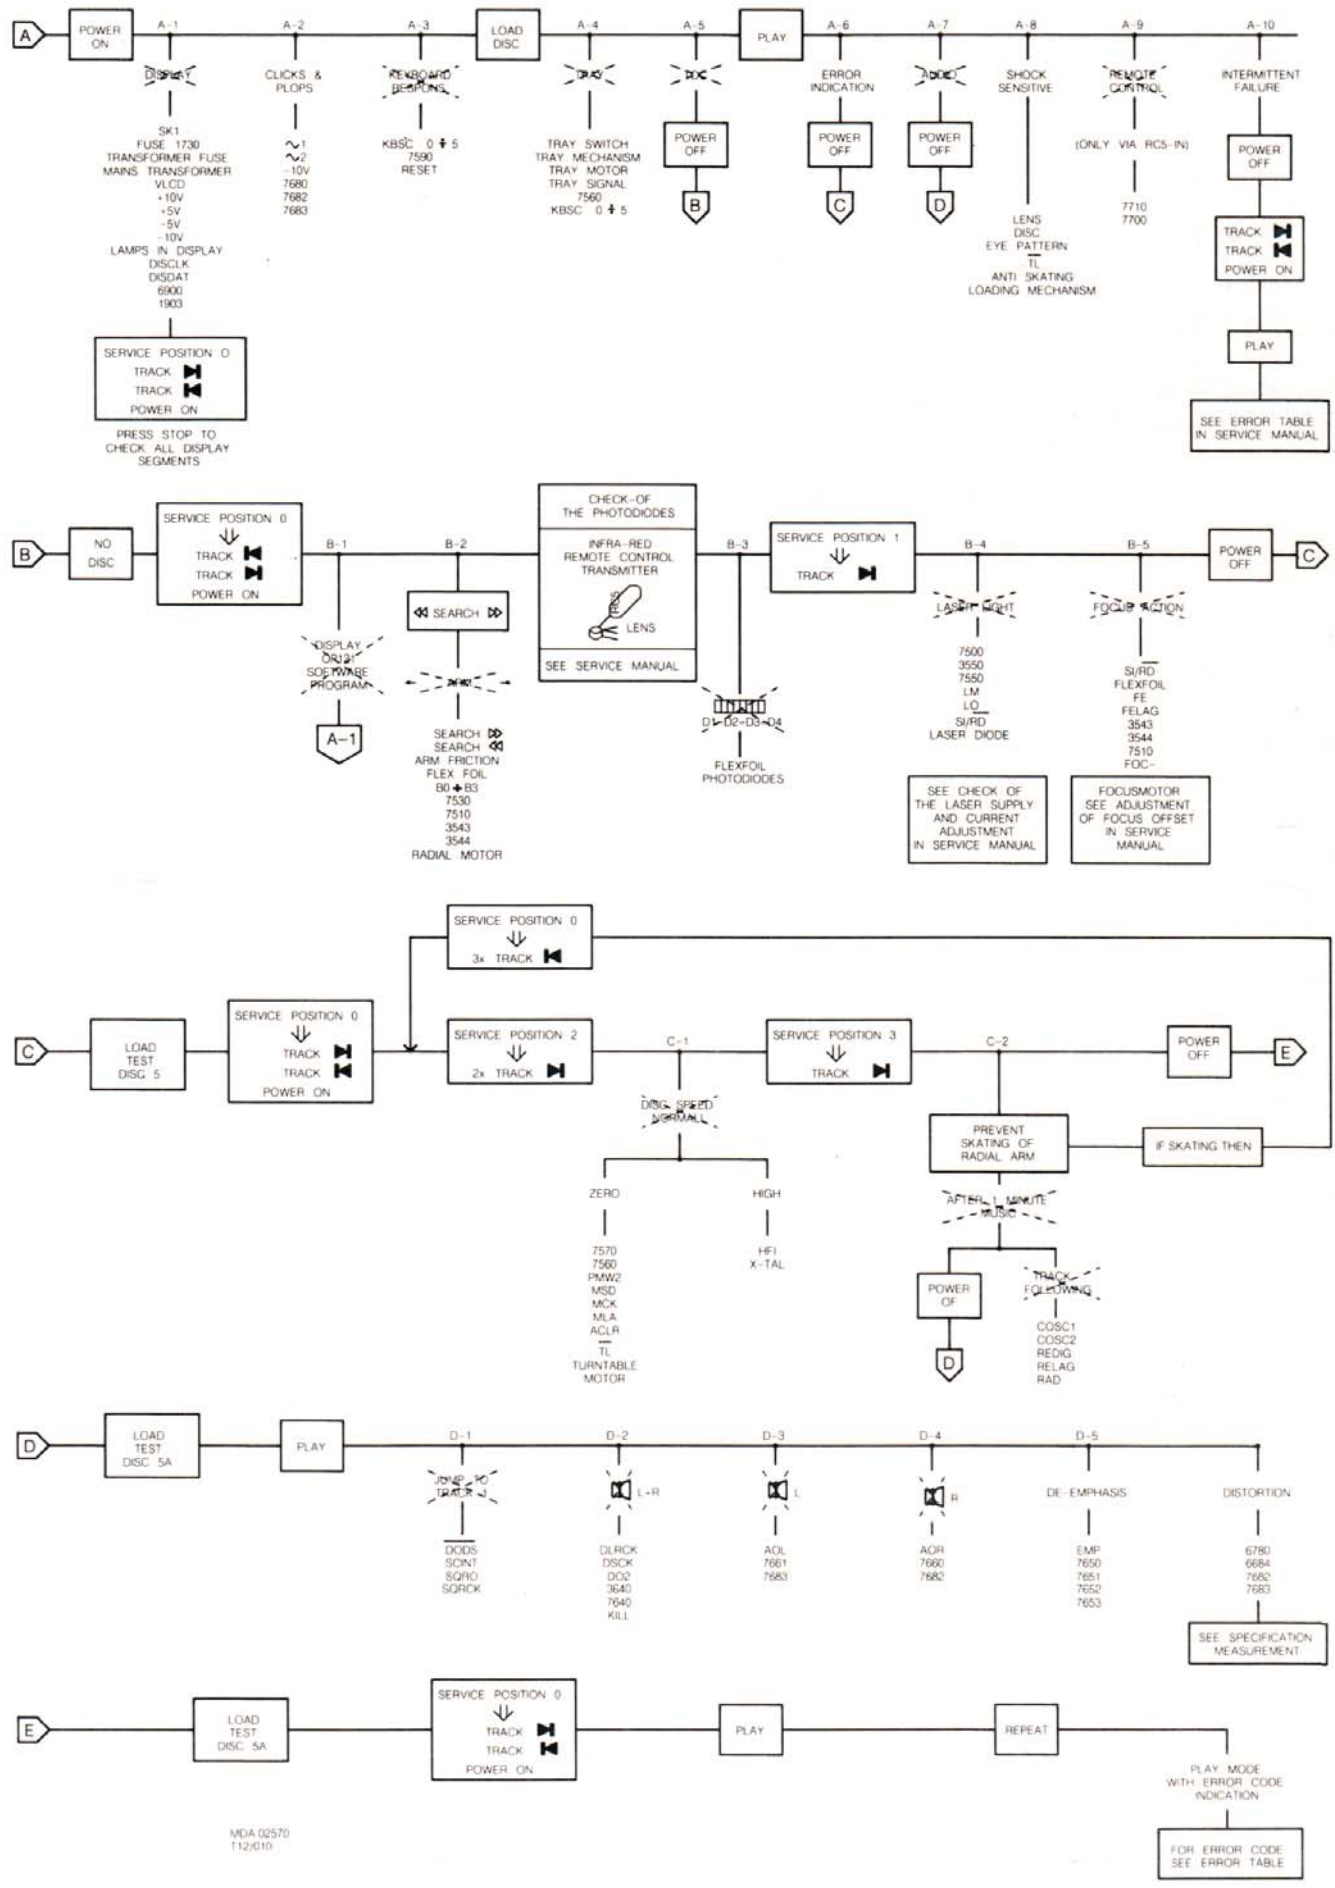 A
POWER ON
A-1
A-2
A-3
LOAD DISC
A-4
A-5
PLAY
A-6
A-7
A-8
A-9
A-10
DISPLAY
CLICKS &
PLOPS
KEYBOARD
RESPONS
TRAY
TOC
ERROR
INDICATION
AUDIO
SHOCK
SENSITIVE
REMOTE
CONTROL
INTERMITTENT
FAILURE
SK1
FUSE 1730
TRANSFORMER FUSE
MAINS TRANSFORMER
VLCD
+10V
+5V
-5V
-10V
LAMPS IN DISPLAY
DISCLK
DISDAT
6900
1903
SERVICE POSITION 0
TRACK
TRACK
POWER ON
PRESS STOP TO
CHECK ALL DISPLAY
SEGMENTS
~1
~2
-10V
7680
7682
7683
KBSC 0 ÷ 5
7590
RESET
TRAY SWITCH
TRAY MECHANISM
TRAY MOTOR
TRAY SIGNAL
7560
KBSC 0 ÷ 5
POWER
OFF
B
POWER
OFF
C
POWER
OFF
D
LENS
DISC
EYE PATTERN
TL
ANTI SKATING
LOADING MECHANISM
(ONLY VIA RC5-IN)
7710
7700
POWER
OFF
TRACK
TRACK
POWER ON
PLAY
SEE ERROR TABLE
IN SERVICE MANUAL
B
NO
DISC
SERVICE POSITION 0
TRACK
TRACK
POWER ON
B-1
B-2
CHECK-OF
THE PHOTODIODES
INFRA-RED
REMOTE CONTROL
TRANSMITTER
RC5
LENS
SEE SERVICE MANUAL
B-3
SERVICE POSITION 1
TRACK
B-4
B-5
POWER
OFF
C
DISPLAY
SOFTWARE
PROGRAM
A-1
SEARCH
ARM
SEARCH
SEARCH
ARM FRICTION
FLEX FOIL
B0 ÷ B3
7530
7510
3543
3544
RADIAL MOTOR
D1-D2-D3-D4
FLEXFOIL
PHOTODIODES
LASER LIGHT
7500
3550
7550
LM
LO
SI/RD
LASER DIODE
SEE CHECK OF
THE LASER SUPPLY
AND CURRENT
ADJUSTMENT
IN SERVICE MANUAL
FOCUS ACTION
SI/RD
FLEXFOIL
FE
FELAG
3543
3544
7510
FOC-
FOCUSMOTOR
SEE ADJUSTMENT
OF FOCUS OFFSET
IN SERVICE
MANUAL
SERVICE POSITION 0
3x TRACK
C
LOAD
TEST
DISC 5
SERVICE POSITION 0
TRACK
TRACK
POWER ON
SERVICE POSITION 2
2x TRACK
C-1
SERVICE POSITION 3
TRACK
C-2
POWER
OFF
E
DISC SPEED
NORMALL
ZERO
HIGH
7570
7560
PMW2
MSD
MCK
MLA
ACLR
TL
TURNTABLE
MOTOR
HFI
X-TAL
PREVENT
SKATING OF
RADIAL ARM
IF SKATING THEN
AFTER 1 MINUTE
MUSIC
POWER
OF
D
TRACK
FOLLOWING
COSC1
COSC2
REDIG
RELAG
RAD
D
LOAD
TEST
DISC 5A
PLAY
D-1
D-2
D-3
D-4
D-5
JUMP TO
TRACK 1
L+R
L
R
DE-EMPHASIS
DISTORTION
DODS
SCINT
SQRO
SQRCK
DLRCK
DSCK
DO2
3640
7640
KILL
AOL
7661
7683
AOR
7660
7682
EMP
7650
7651
7652
7653
6780
6684
7682
7683
SEE SPECIFICATION
MEASUREMENT
E
LOAD
TEST
DISC 5A
SERVICE POSITION 0
TRACK
TRACK
POWER ON
PLAY
REPEAT
PLAY MODE
WITH ERROR CODE
INDICATION
FOR ERROR CODE
SEE ERROR TABLE
MDA 02570
T12/010